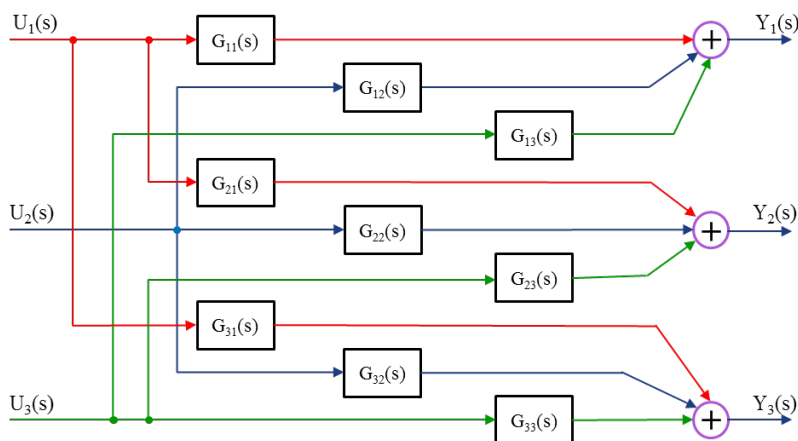 U₁(s)
G₁₁(s)
Y₁(s)
G₁₂(s)
G₁₃(s)
G₂₁(s)
U₂(s)
G₂₂(s)
Y₂(s)
G₂₃(s)
G₃₁(s)
G₃₂(s)
U₃(s)
G₃₃(s)
Y₃(s)